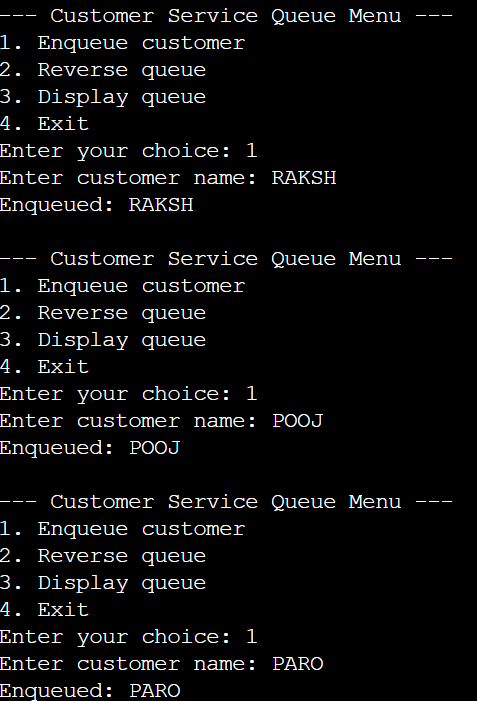 --- Customer Service Queue Menu ---
1. Enqueue customer
2. Reverse queue
3. Display queue
4. Exit
Enter your choice: 1
Enter customer name: RAKSH
Enqueued: RAKSH
--- Customer Service Queue Menu ---
1. Enqueue customer
2. Reverse queue
3. Display queue
4. Exit
Enter your choice: 1
Enter customer name: POOJ
Enqueued: POOJ
--- Customer Service Queue Menu ---
1. Enqueue customer
2. Reverse queue
3. Display queue
4. Exit
Enter your choice: 1
Enter customer name: PARO
Enqueued: PARO